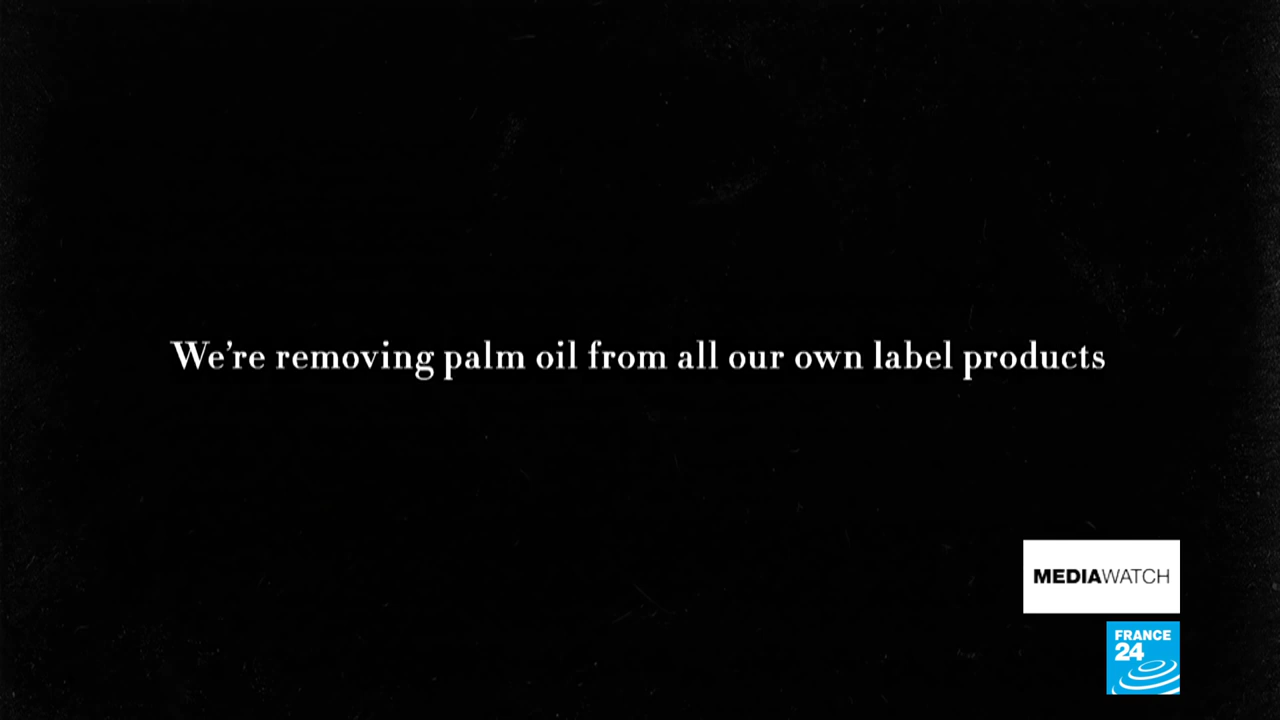 We’re removing palm oil from all our own label products
MEDIAWATCH
FRANCE
24